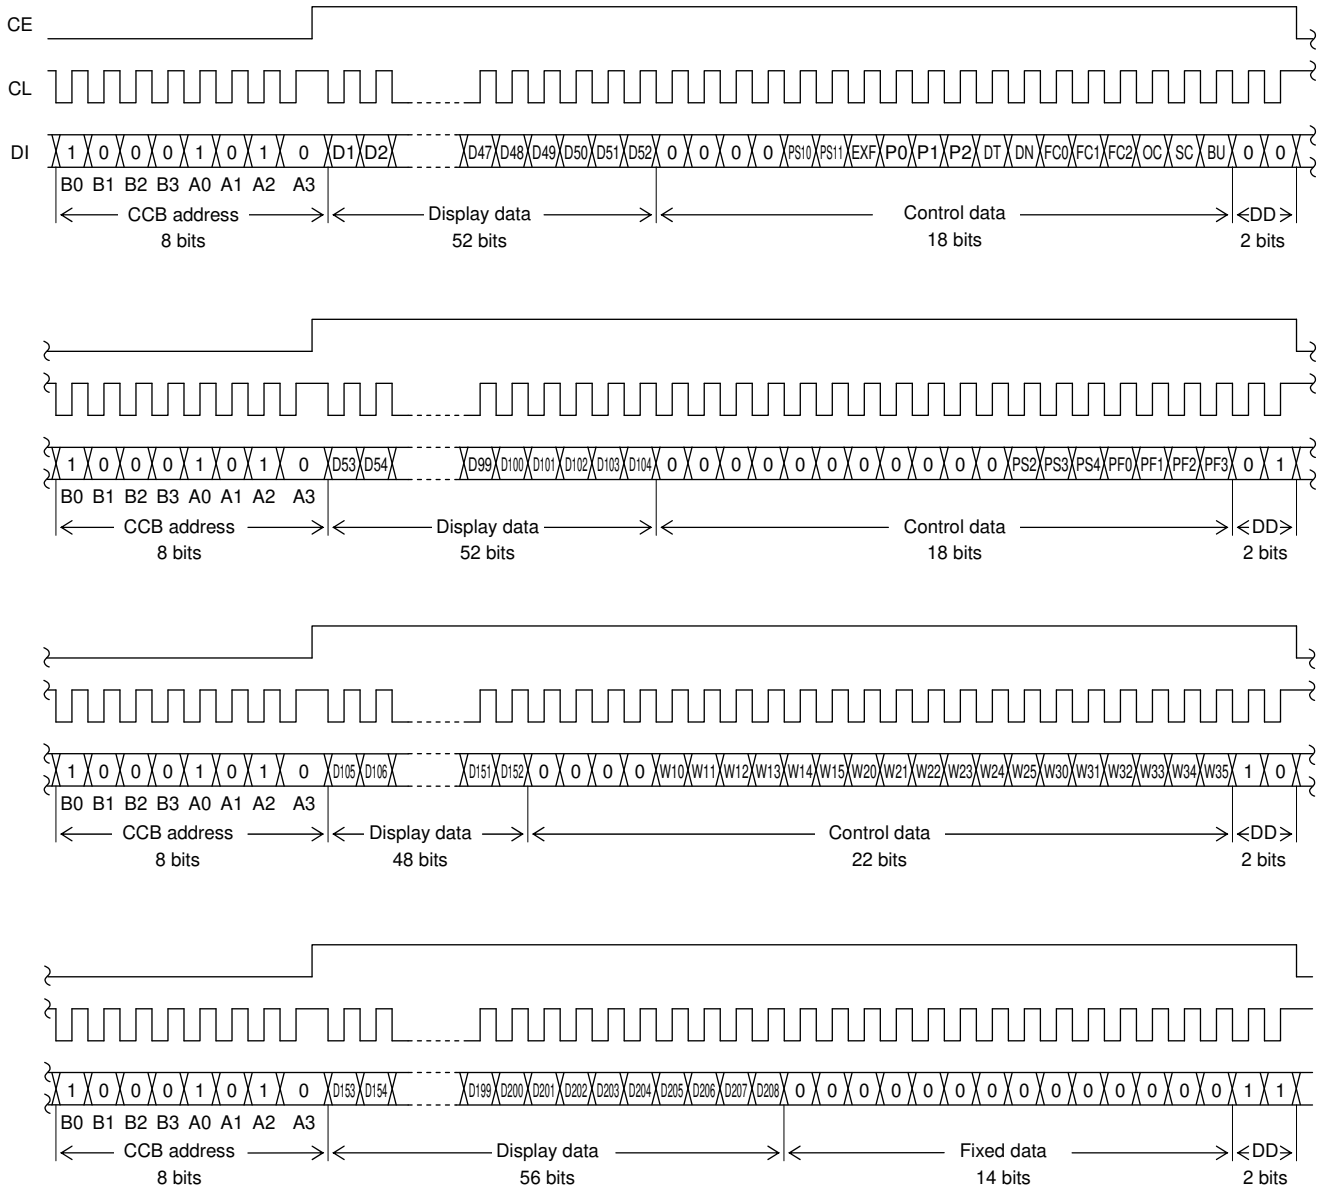 CE
CL
DI 1 0 0 0 1 0 1 0 D1 D2 D47 D48 D49 D50 D51 D52 0 0 0 0 PS10 PS11 EXF P0 P1 P2 DT DN FC0 FC1 FC2 OC SC BU 0 0
B0 B1 B2 B3 A0 A1 A2 A3
CCB address Display data Control data DD
8 bits 52 bits 18 bits 2 bits
1 0 0 0 1 0 1 0 D53 D54 D99 D100 D101 D102 D103 D104 0 0 0 0 0 0 0 0 0 0 0 PS2 PS3 PS4 PF0 PF1 PF2 PF3 0 1
B0 B1 B2 B3 A0 A1 A2 A3
CCB address Display data Control data DD
8 bits 52 bits 18 bits 2 bits
1 0 0 0 1 0 1 0 D105 D106 D151 D152 0 0 0 0 W10 W11 W12 W13 W14 W15 W20 W21 W22 W23 W24 W25 W30 W31 W32 W33 W34 W35 1 0
B0 B1 B2 B3 A0 A1 A2 A3
CCB address Display data Control data DD
8 bits 48 bits 22 bits 2 bits
1 0 0 0 1 0 1 0 D153 D154 D199 D200 D201 D202 D203 D204 D205 D206 D207 D208 0 0 0 0 0 0 0 0 0 0 0 0 0 0 1 1
B0 B1 B2 B3 A0 A1 A2 A3
CCB address Display data Fixed data DD
8 bits 56 bits 14 bits 2 bits